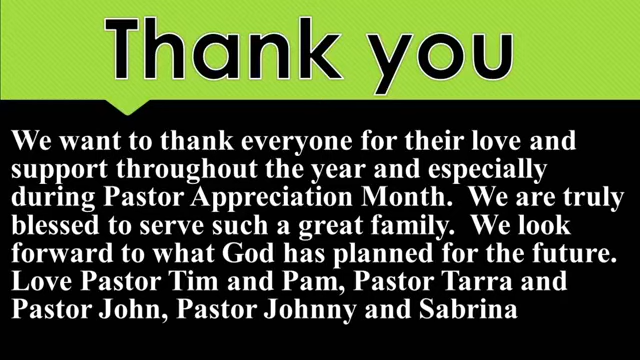 Thank you
We want to thank everyone for their love and
support throughout the year and especially
during Pastor Appreciation Month.  We are truly
blessed to serve such a great family.  We look
forward to what God has planned for the future.
Love Pastor Tim and Pam, Pastor Tarra and
Pastor John, Pastor Johnny and Sabrina